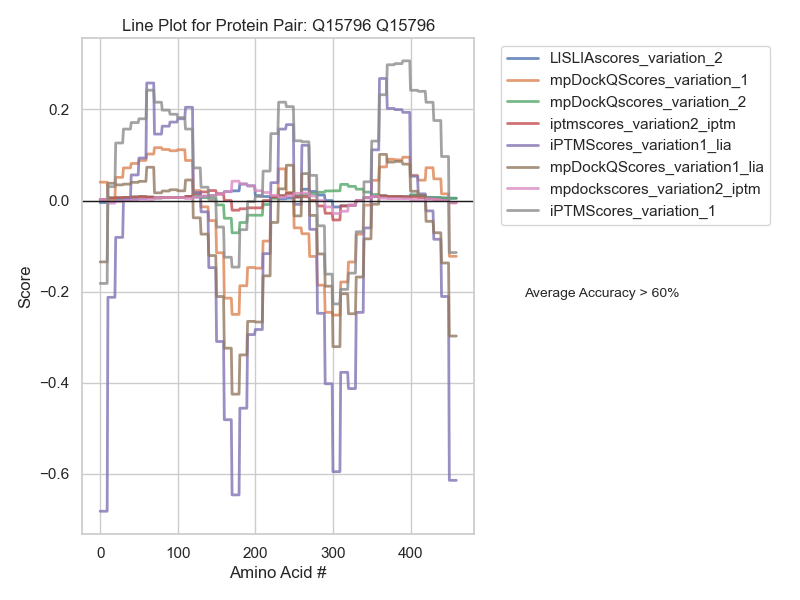 Line Plot for Protein Pair: Q15796 Q15796
LISLIAscores_variation_2
mpDockQScores_variation_1
mpDockQscores_variation_2
iptmscores_variation2_iptm
iPTMScores_variation1_lia
mpDockQScores_variation1_lia
mpdockscores_variation2_iptm
iPTMScores_variation_1
Average Accuracy > 60%
Score
0.2
0.0
−0.2
−0.4
−0.6
0 100 200 300 400
Amino Acid #